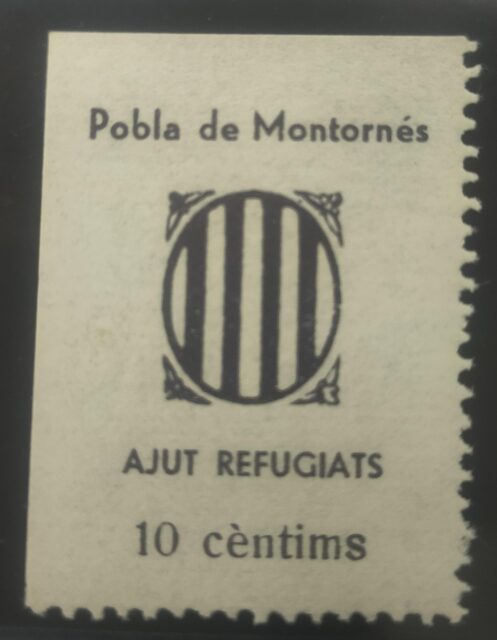 Pobla de Montornés
AJUT REFUGIATS
10 cèntims